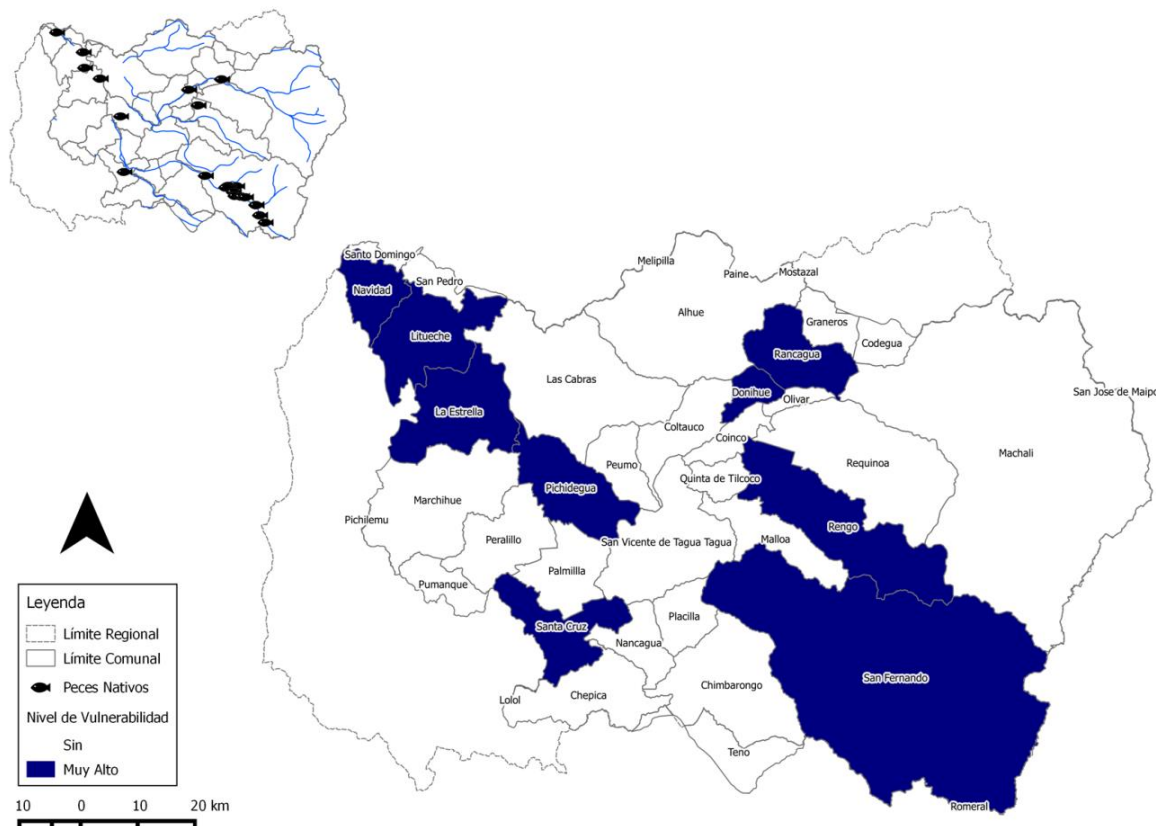 Santo Domingo
San Pedro
Navidad
Melipilla
Paine
Mostazal
Alhue
Graneros
Codegua
Litueche
Rancagua
Las Cabras
San Jose de Maipo
Donihue
Olivar
La Estrella
Coltauco
Coinco
Machali
Peumo
Requinoa
Quinta de Tilcoco
Pichidegua
Marchihue
Pichilemu
Rengo
Peralillo
San Vicente de Tagua Tagua
Malloa
Palmillla
Pumanque
Placilla
Santa Cruz
Nancagua
San Fernando
Chimbarongo
Lolol
Chepica
Teno
Romeral
Leyenda
Límite Regional
Límite Comunal
Peces Nativos
Nivel de Vulnerabilidad
Sin
Muy Alto
10 0 10 20 km